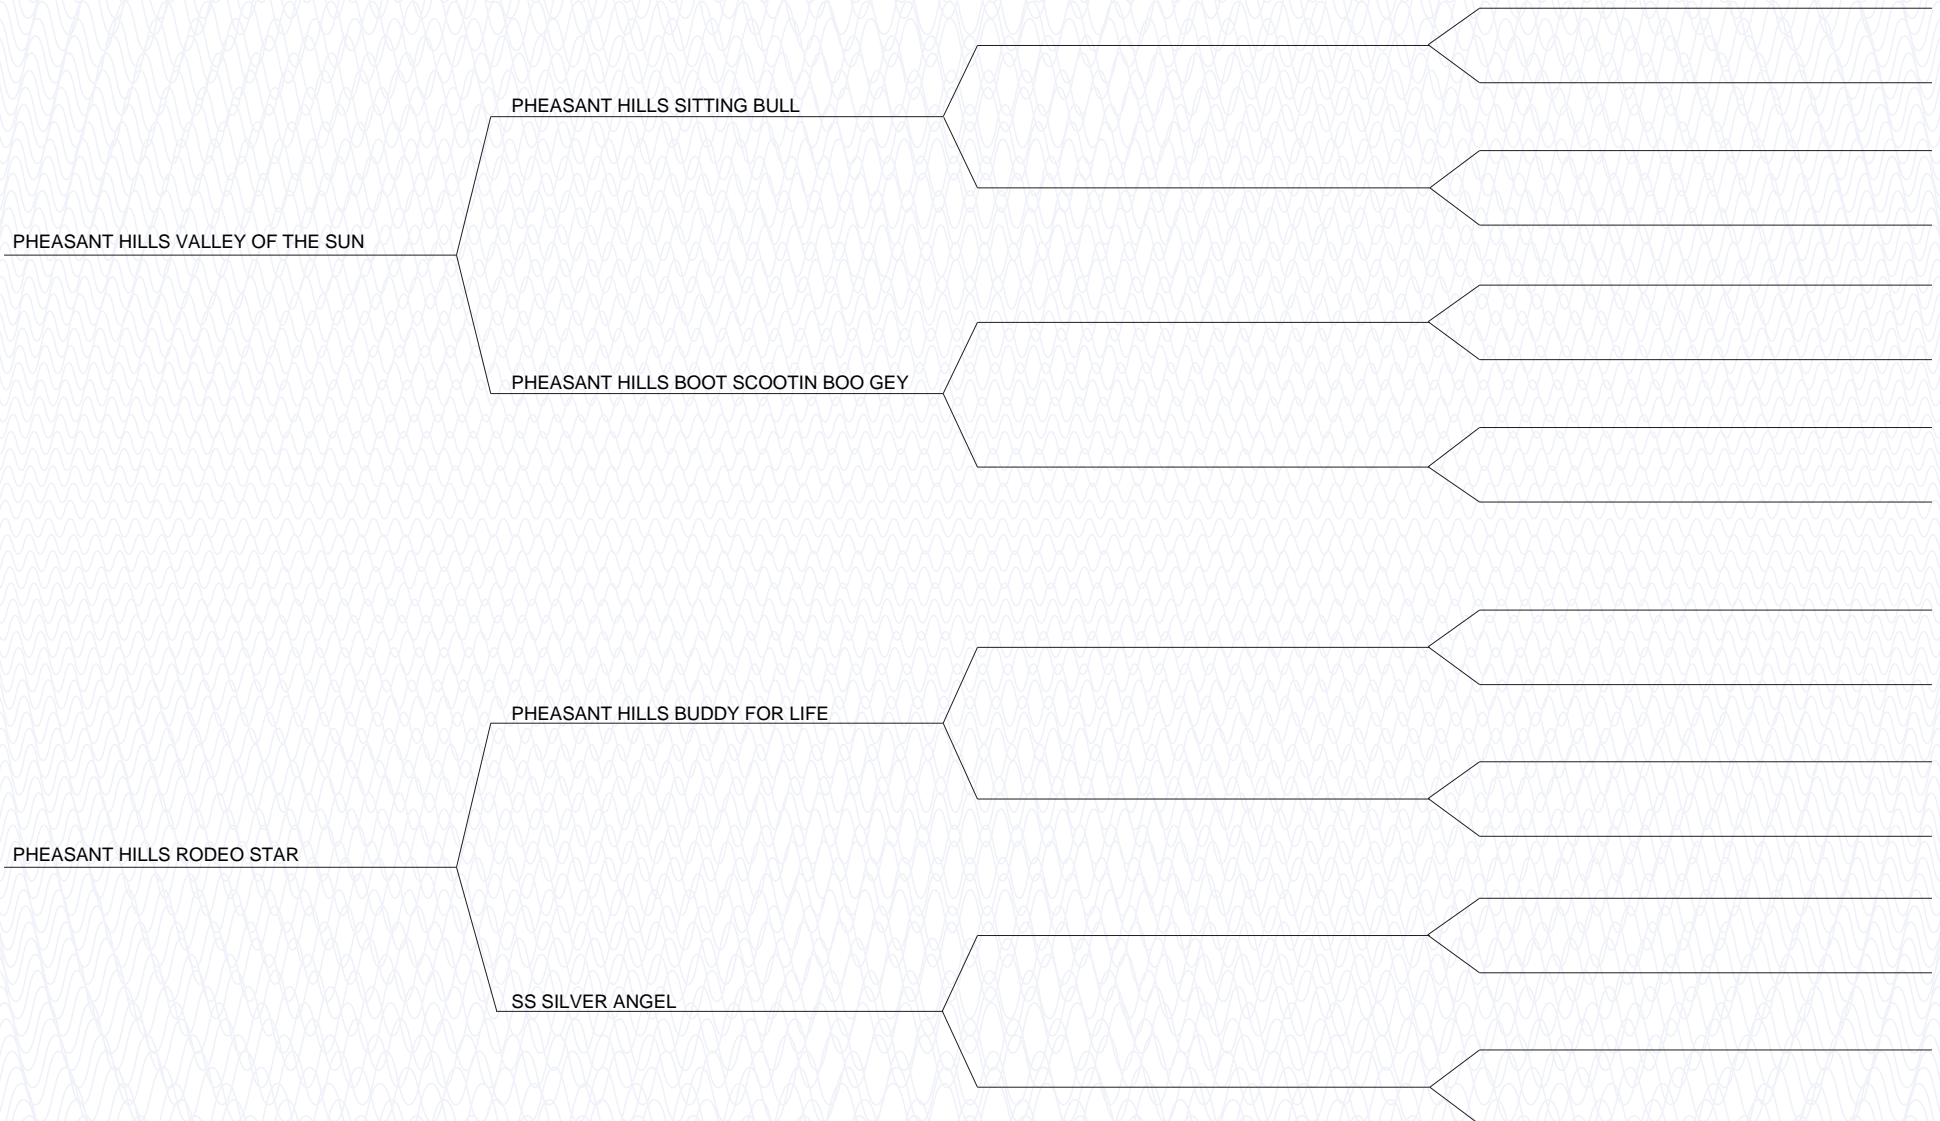 PHEASANT HILLS SITTING BULL
PHEASANT HILLS VALLEY OF THE SUN
PHEASANT HILLS BOOT SCOOTIN BOO GEY
PHEASANT HILLS BUDDY FOR LIFE
PHEASANT HILLS RODEO STAR
SS SILVER ANGEL